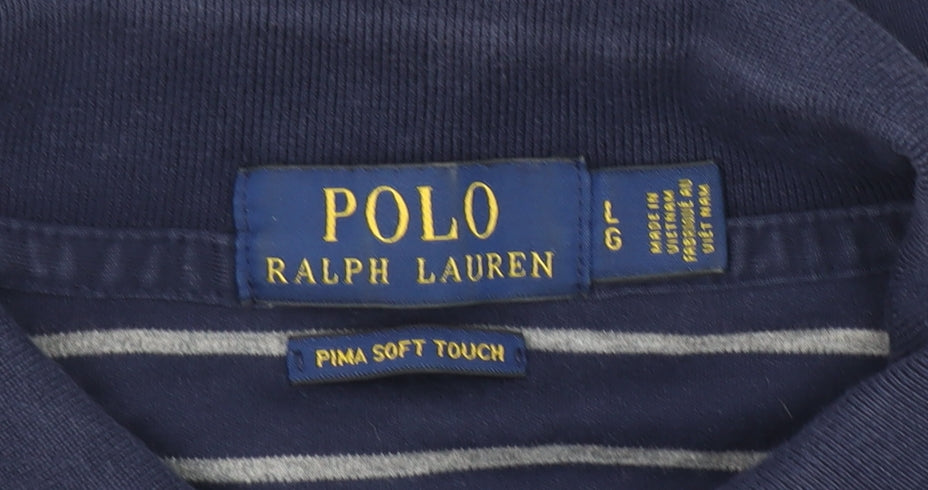 POLO
RALPH LAUREN
L
G
MADE IN
VIETNAM
FABRIQUÉ AU
VIÊT NAM
PIMA SOFT TOUCH